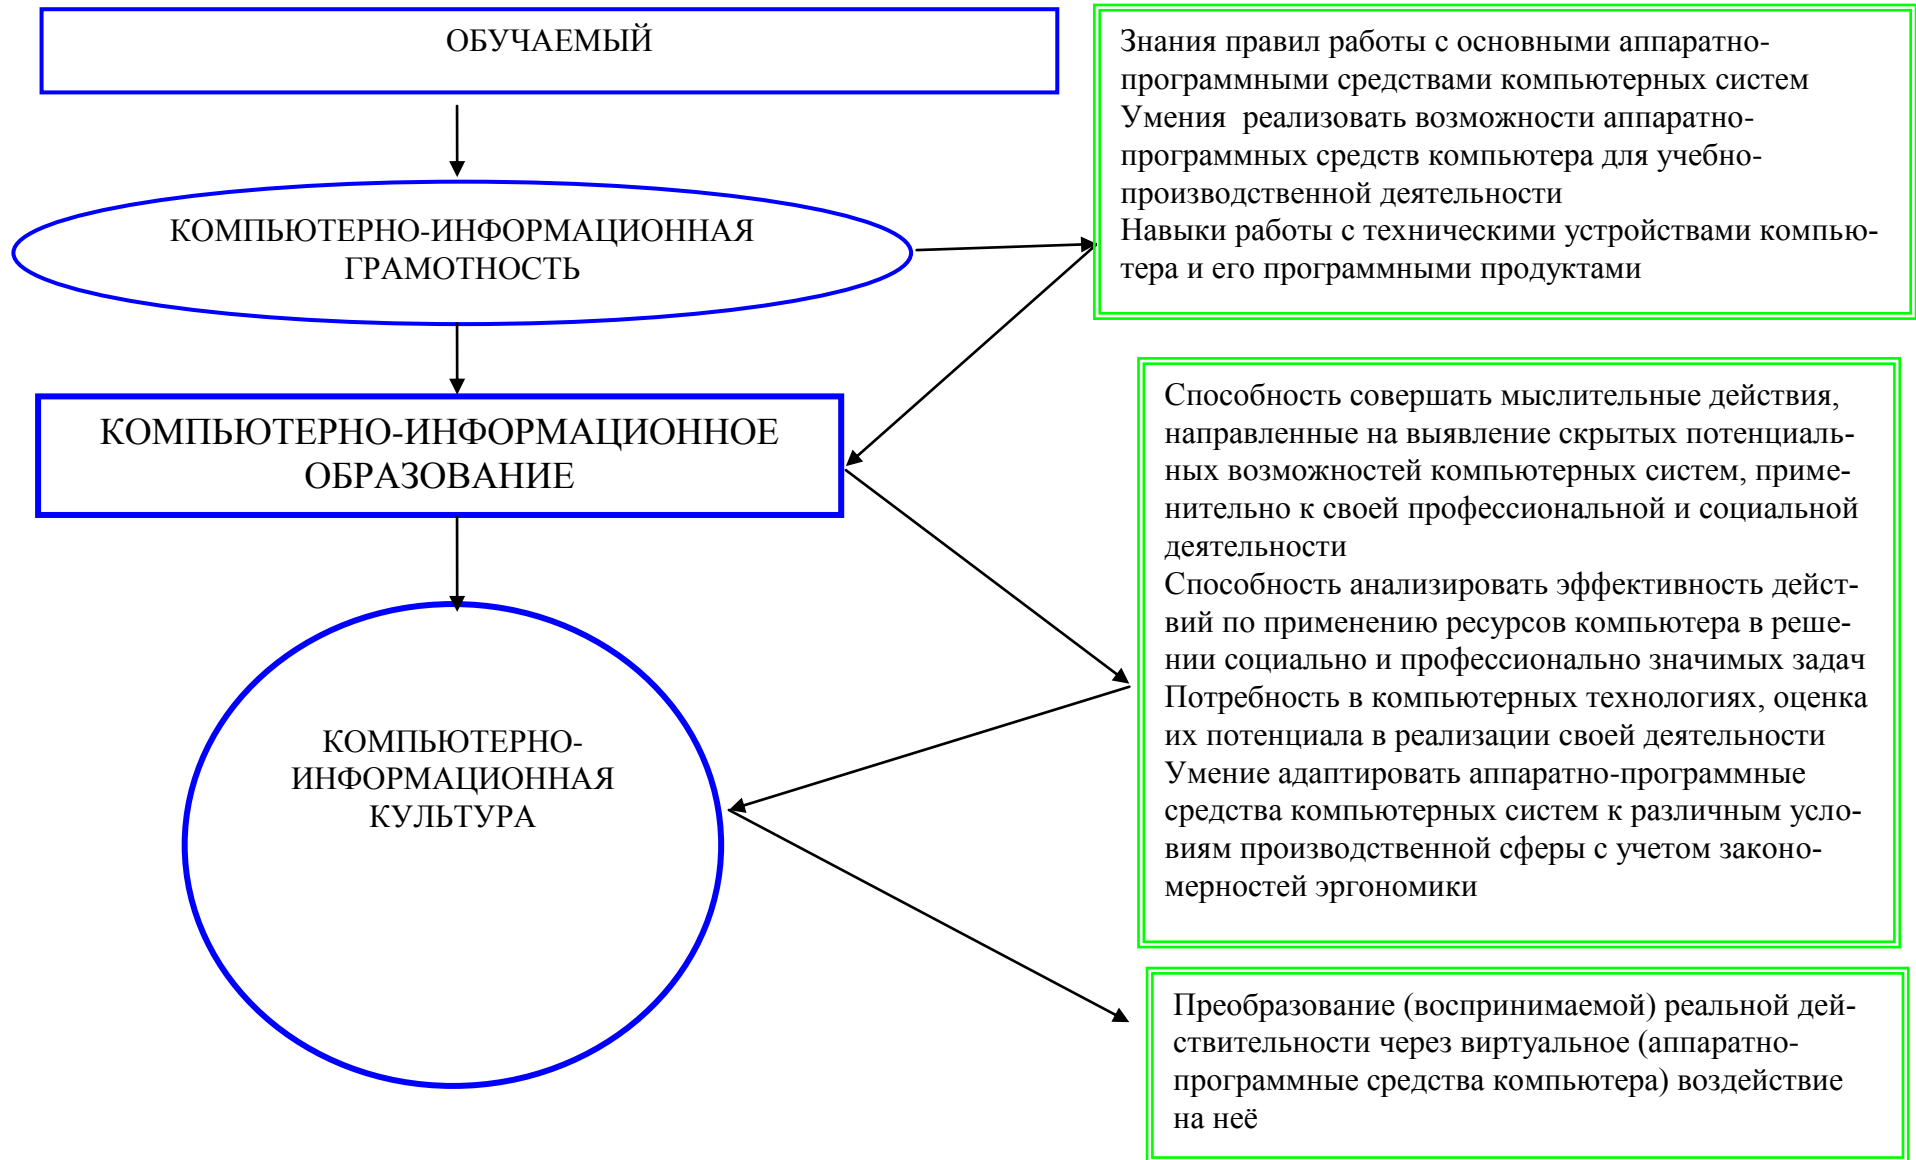 ОБУЧАЕМЫЙ
КОМПЬЮТЕРНО-ИНФОРМАЦИОННАЯ
ГРАМОТНОСТЬ
КОМПЬЮТЕРНО-ИНФОРМАЦИОННОЕ
ОБРАЗОВАНИЕ
КОМПЬЮТЕРНО-
ИНФОРМАЦИОННАЯ
КУЛЬТУРА
Знания правил работы с основными аппаратно-
программными средствами компьютерных систем
Умения реализовать возможности аппаратно-
программных средств компьютера для учебно-
производственной деятельности
Навыки работы с техническими устройствами компью-
тера и его программными продуктами
Способность совершать мыслительные действия,
направленные на выявление скрытых потенциаль-
ных возможностей компьютерных систем, приме-
нительно к своей профессиональной и социальной
деятельности
Способность анализировать эффективность дейст-
вий по применению ресурсов компьютера в реше-
нии социально и профессионально значимых задач
Потребность в компьютерных технологиях, оценка
их потенциала в реализации своей деятельности
Умение адаптировать аппаратно-программные
средства компьютерных систем к различным усло-
виям производственной сферы с учетом законо-
мерностей эргономики
Преобразование (воспринимаемой) реальной дей-
ствительности через виртуальное (аппаратно-
программные средства компьютера) воздействие
на неё